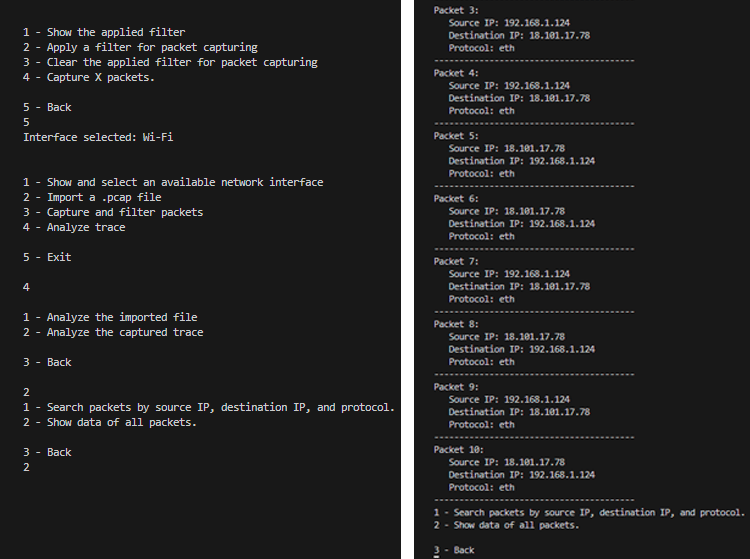 1 - Show the applied filter
2 - Apply a filter for packet capturing
3 - Clear the applied filter for packet capturing
4 - Capture X packets.
5 - Back
5
Interface selected: Wi-Fi
1 - Show and select an available network interface
2 - Import a .pcap file
3 - Capture and filter packets
4 - Analyze trace
5 - Exit
4
1 - Analyze the imported file
2 - Analyze the captured trace
3 - Back
2
1 - Search packets by source IP, destination IP, and protocol.
2 - Show data of all packets.
3 - Back
2
Packet 3:
Source IP: 192.168.1.124
Destination IP: 18.101.17.78
Protocol: eth
----------------------------------------
Packet 4:
Source IP: 192.168.1.124
Destination IP: 18.101.17.78
Protocol: eth
----------------------------------------
Packet 5:
Source IP: 18.101.17.78
Destination IP: 192.168.1.124
Protocol: eth
----------------------------------------
Packet 6:
Source IP: 18.101.17.78
Destination IP: 192.168.1.124
Protocol: eth
----------------------------------------
Packet 7:
Source IP: 192.168.1.124
Destination IP: 18.101.17.78
Protocol: eth
----------------------------------------
Packet 8:
Source IP: 18.101.17.78
Destination IP: 192.168.1.124
Protocol: eth
----------------------------------------
Packet 9:
Source IP: 192.168.1.124
Destination IP: 18.101.17.78
Protocol: eth
----------------------------------------
Packet 10:
Source IP: 18.101.17.78
Destination IP: 192.168.1.124
Protocol: eth
----------------------------------------
1 - Search packets by source IP, destination IP, and protocol.
2 - Show data of all packets.
3 - Back